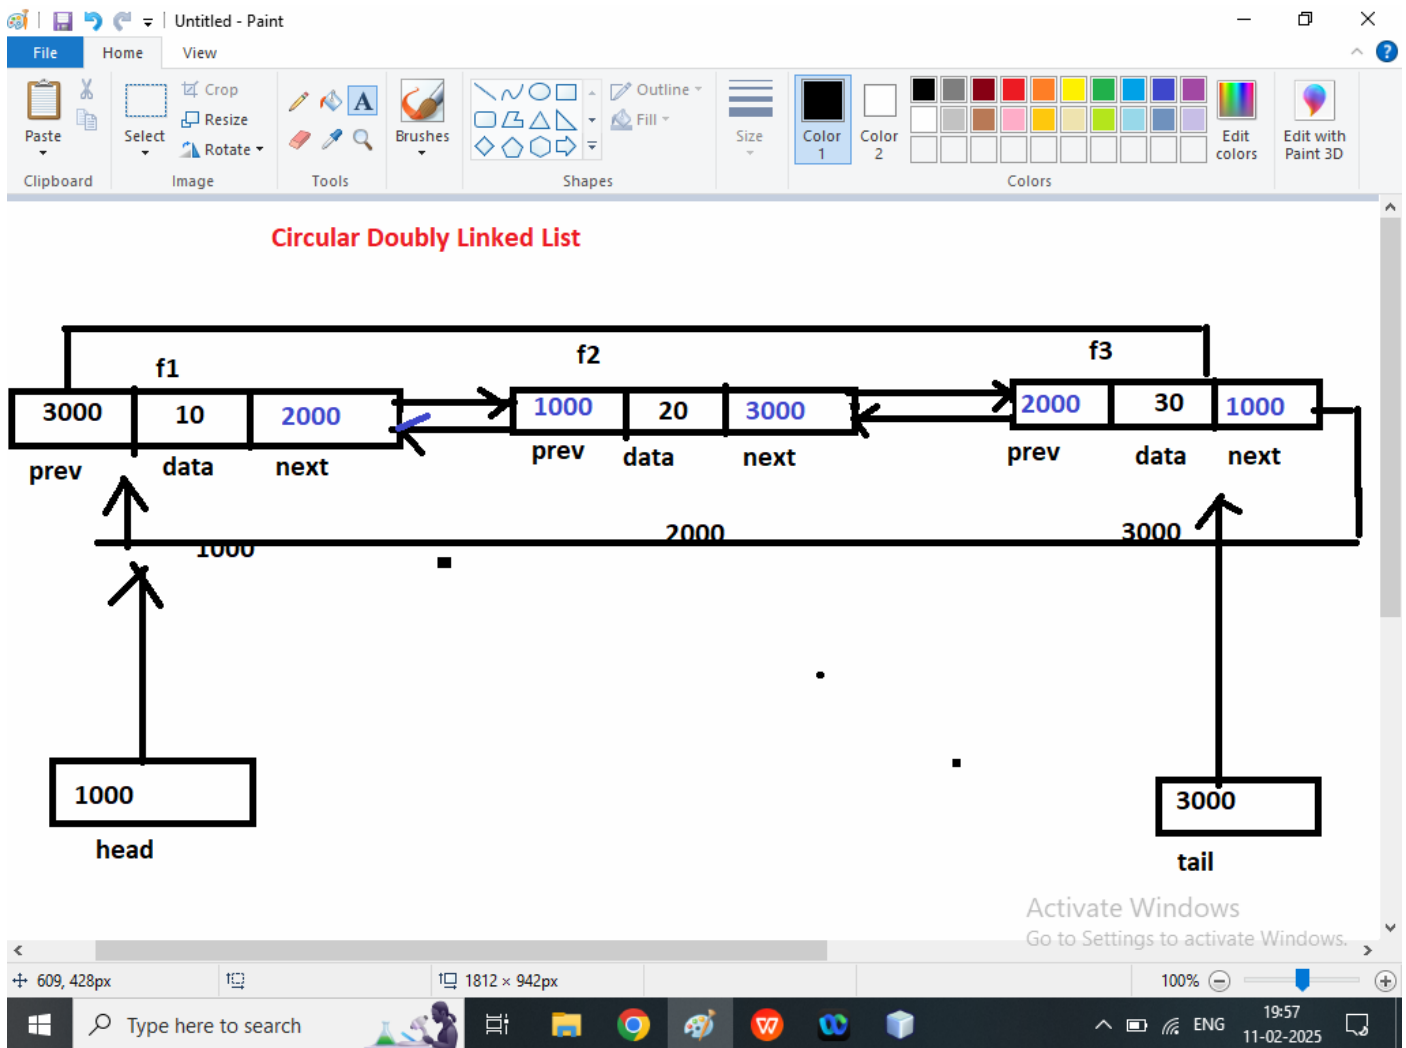 Untitled - Paint
File Home View
Paste
Clipboard
Select
Crop
Resize
Rotate
Image
Tools
Brushes
Shapes
Outline
Fill
Size
Color 1
Color 2
Colors
Edit colors
Edit with Paint 3D
Circular Doubly Linked List
f1 f2 f3
3000 10 2000 1000 20 3000 2000 30 1000
prev data next prev data next prev data next
1000 2000 3000
1000 3000
head tail
Activate Windows
Go to Settings to activate Windows.
609, 428px 1812 × 942px 100%
Type here to search
ENG
19:57
11-02-2025